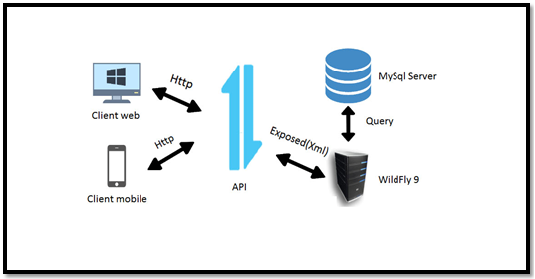 Http
MySql Server
Client web
Query
Http
Exposed(Xml)
WildFly 9
API
Client mobile